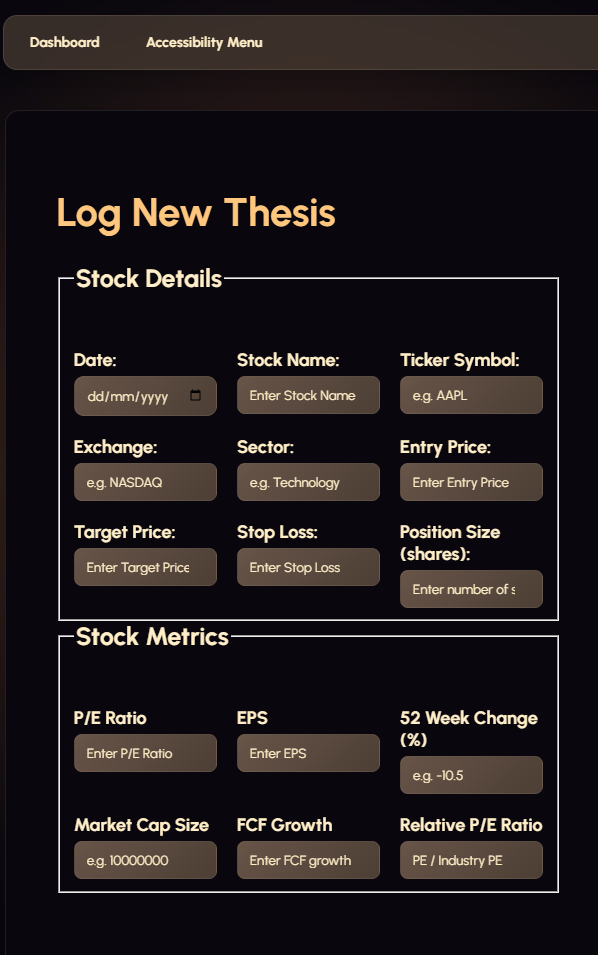 Dashboard Accessibility Menu
Log New Thesis
Stock Details
Date: Stock Name: Ticker Symbol:
dd/mm/yyyy Enter Stock Name e.g. AAPL
Exchange: Sector: Entry Price:
e.g. NASDAQ e.g. Technology Enter Entry Price
Target Price: Stop Loss: Position Size
(shares):
Enter Target Price Enter Stop Loss
Enter number of s
Stock Metrics
P/E Ratio EPS 52 Week Change
(%)
Enter P/E Ratio Enter EPS
e.g. -10.5
Market Cap Size FCF Growth Relative P/E Ratio
e.g. 10000000 Enter FCF growth PE / Industry PE